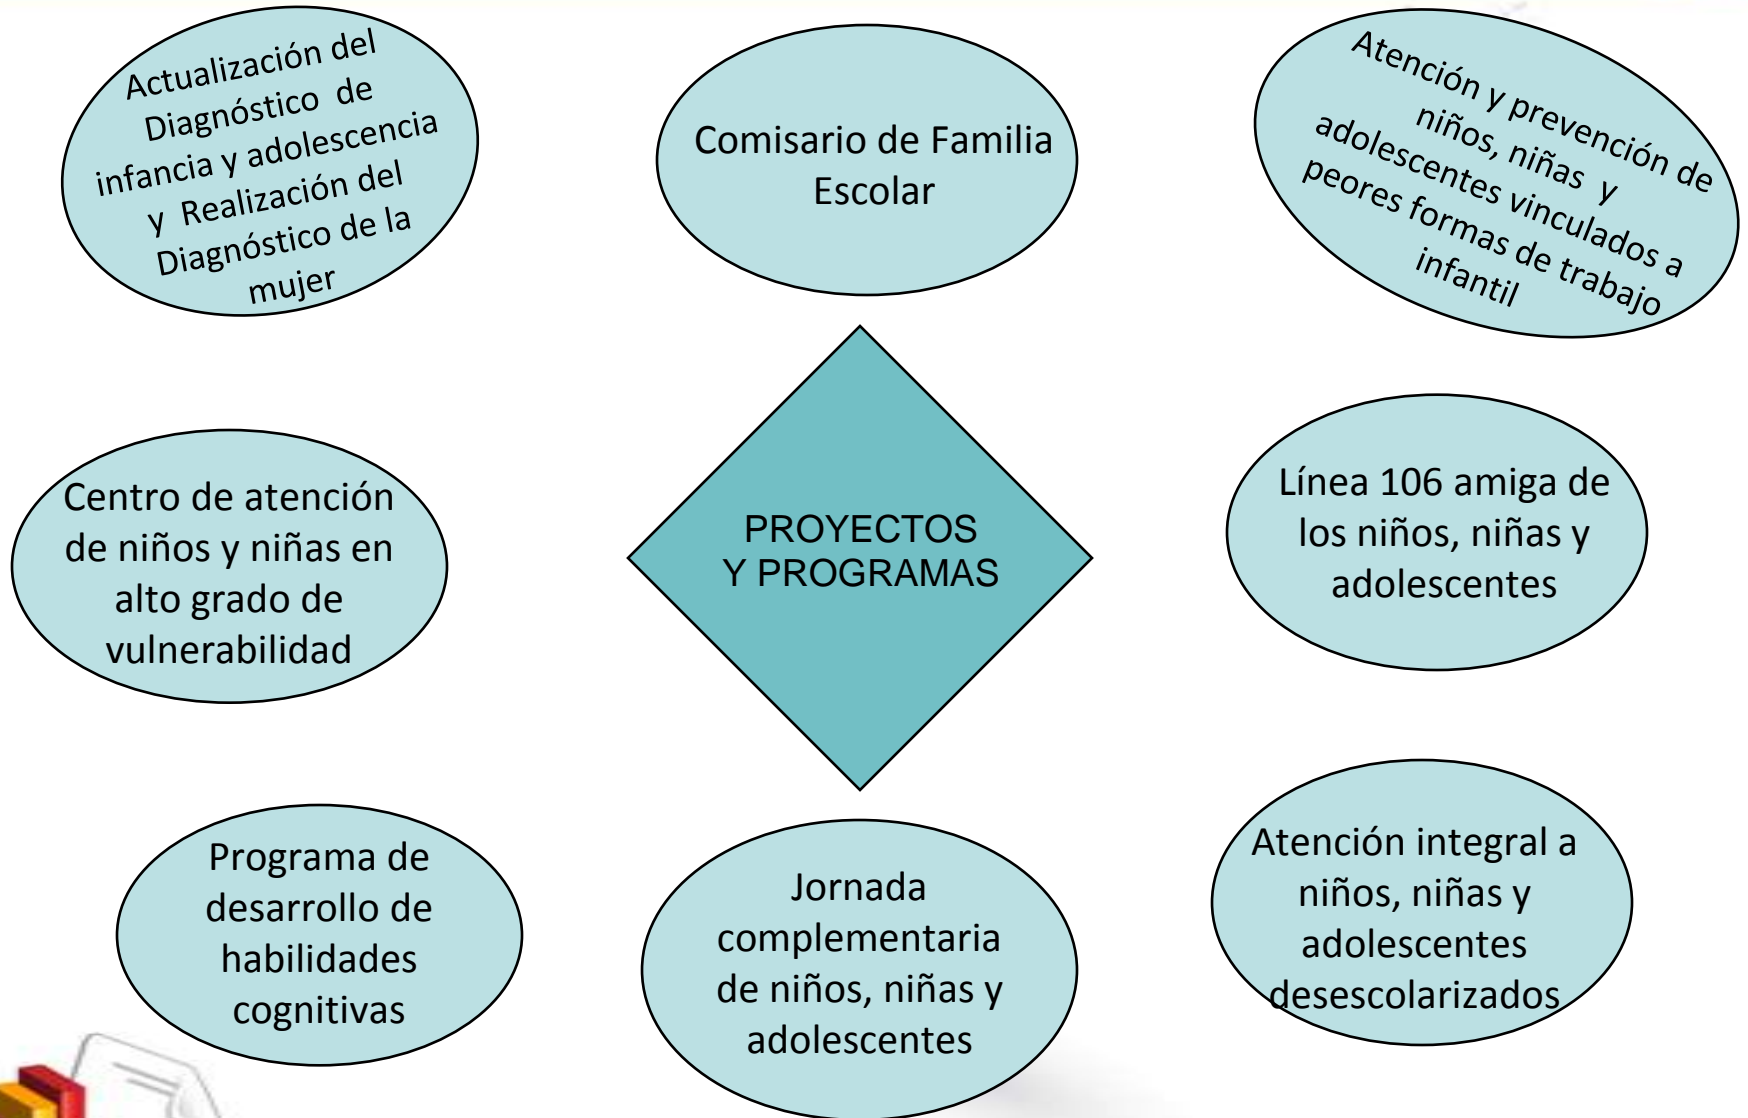 Actualización del
Diagnóstico de
infancia y adolescencia
y Realización del
Diagnóstico de la
mujer
Comisario de Familia
Escolar
Atención y prevención de
niños, niñas y
adolescentes vinculados a
peores formas de trabajo
infantil
Centro de atención
de niños y niñas en
alto grado de
vulnerabilidad
PROYECTOS
Y PROGRAMAS
Línea 106 amiga de
los niños, niñas y
adolescentes
Programa de
desarrollo de
habilidades
cognitivas
Jornada
complementaria
de niños, niñas y
adolescentes
Atención integral a
niños, niñas y
adolescentes
desescolarizados